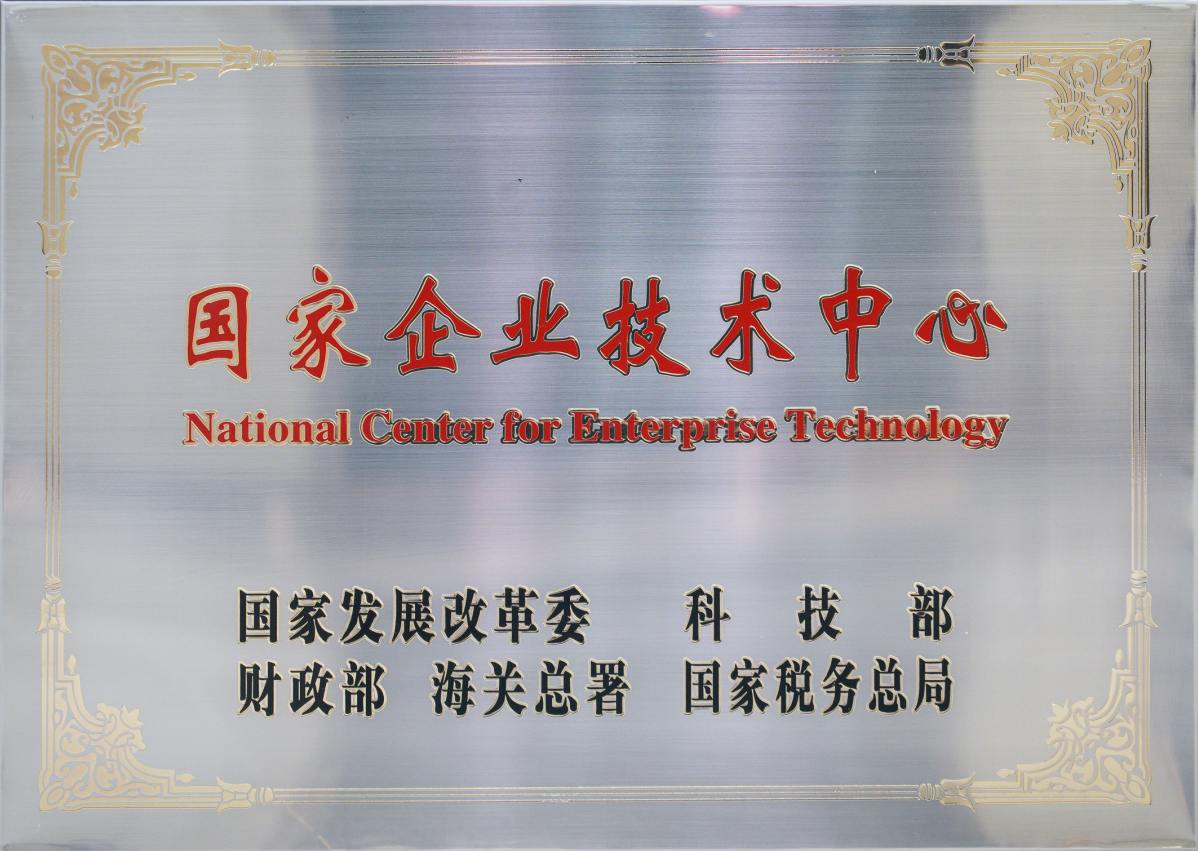 国家企业技术中心
National Center for Enterprise Technology
国家发展改革委 科技部
财政部 海关总署 国家税务总局